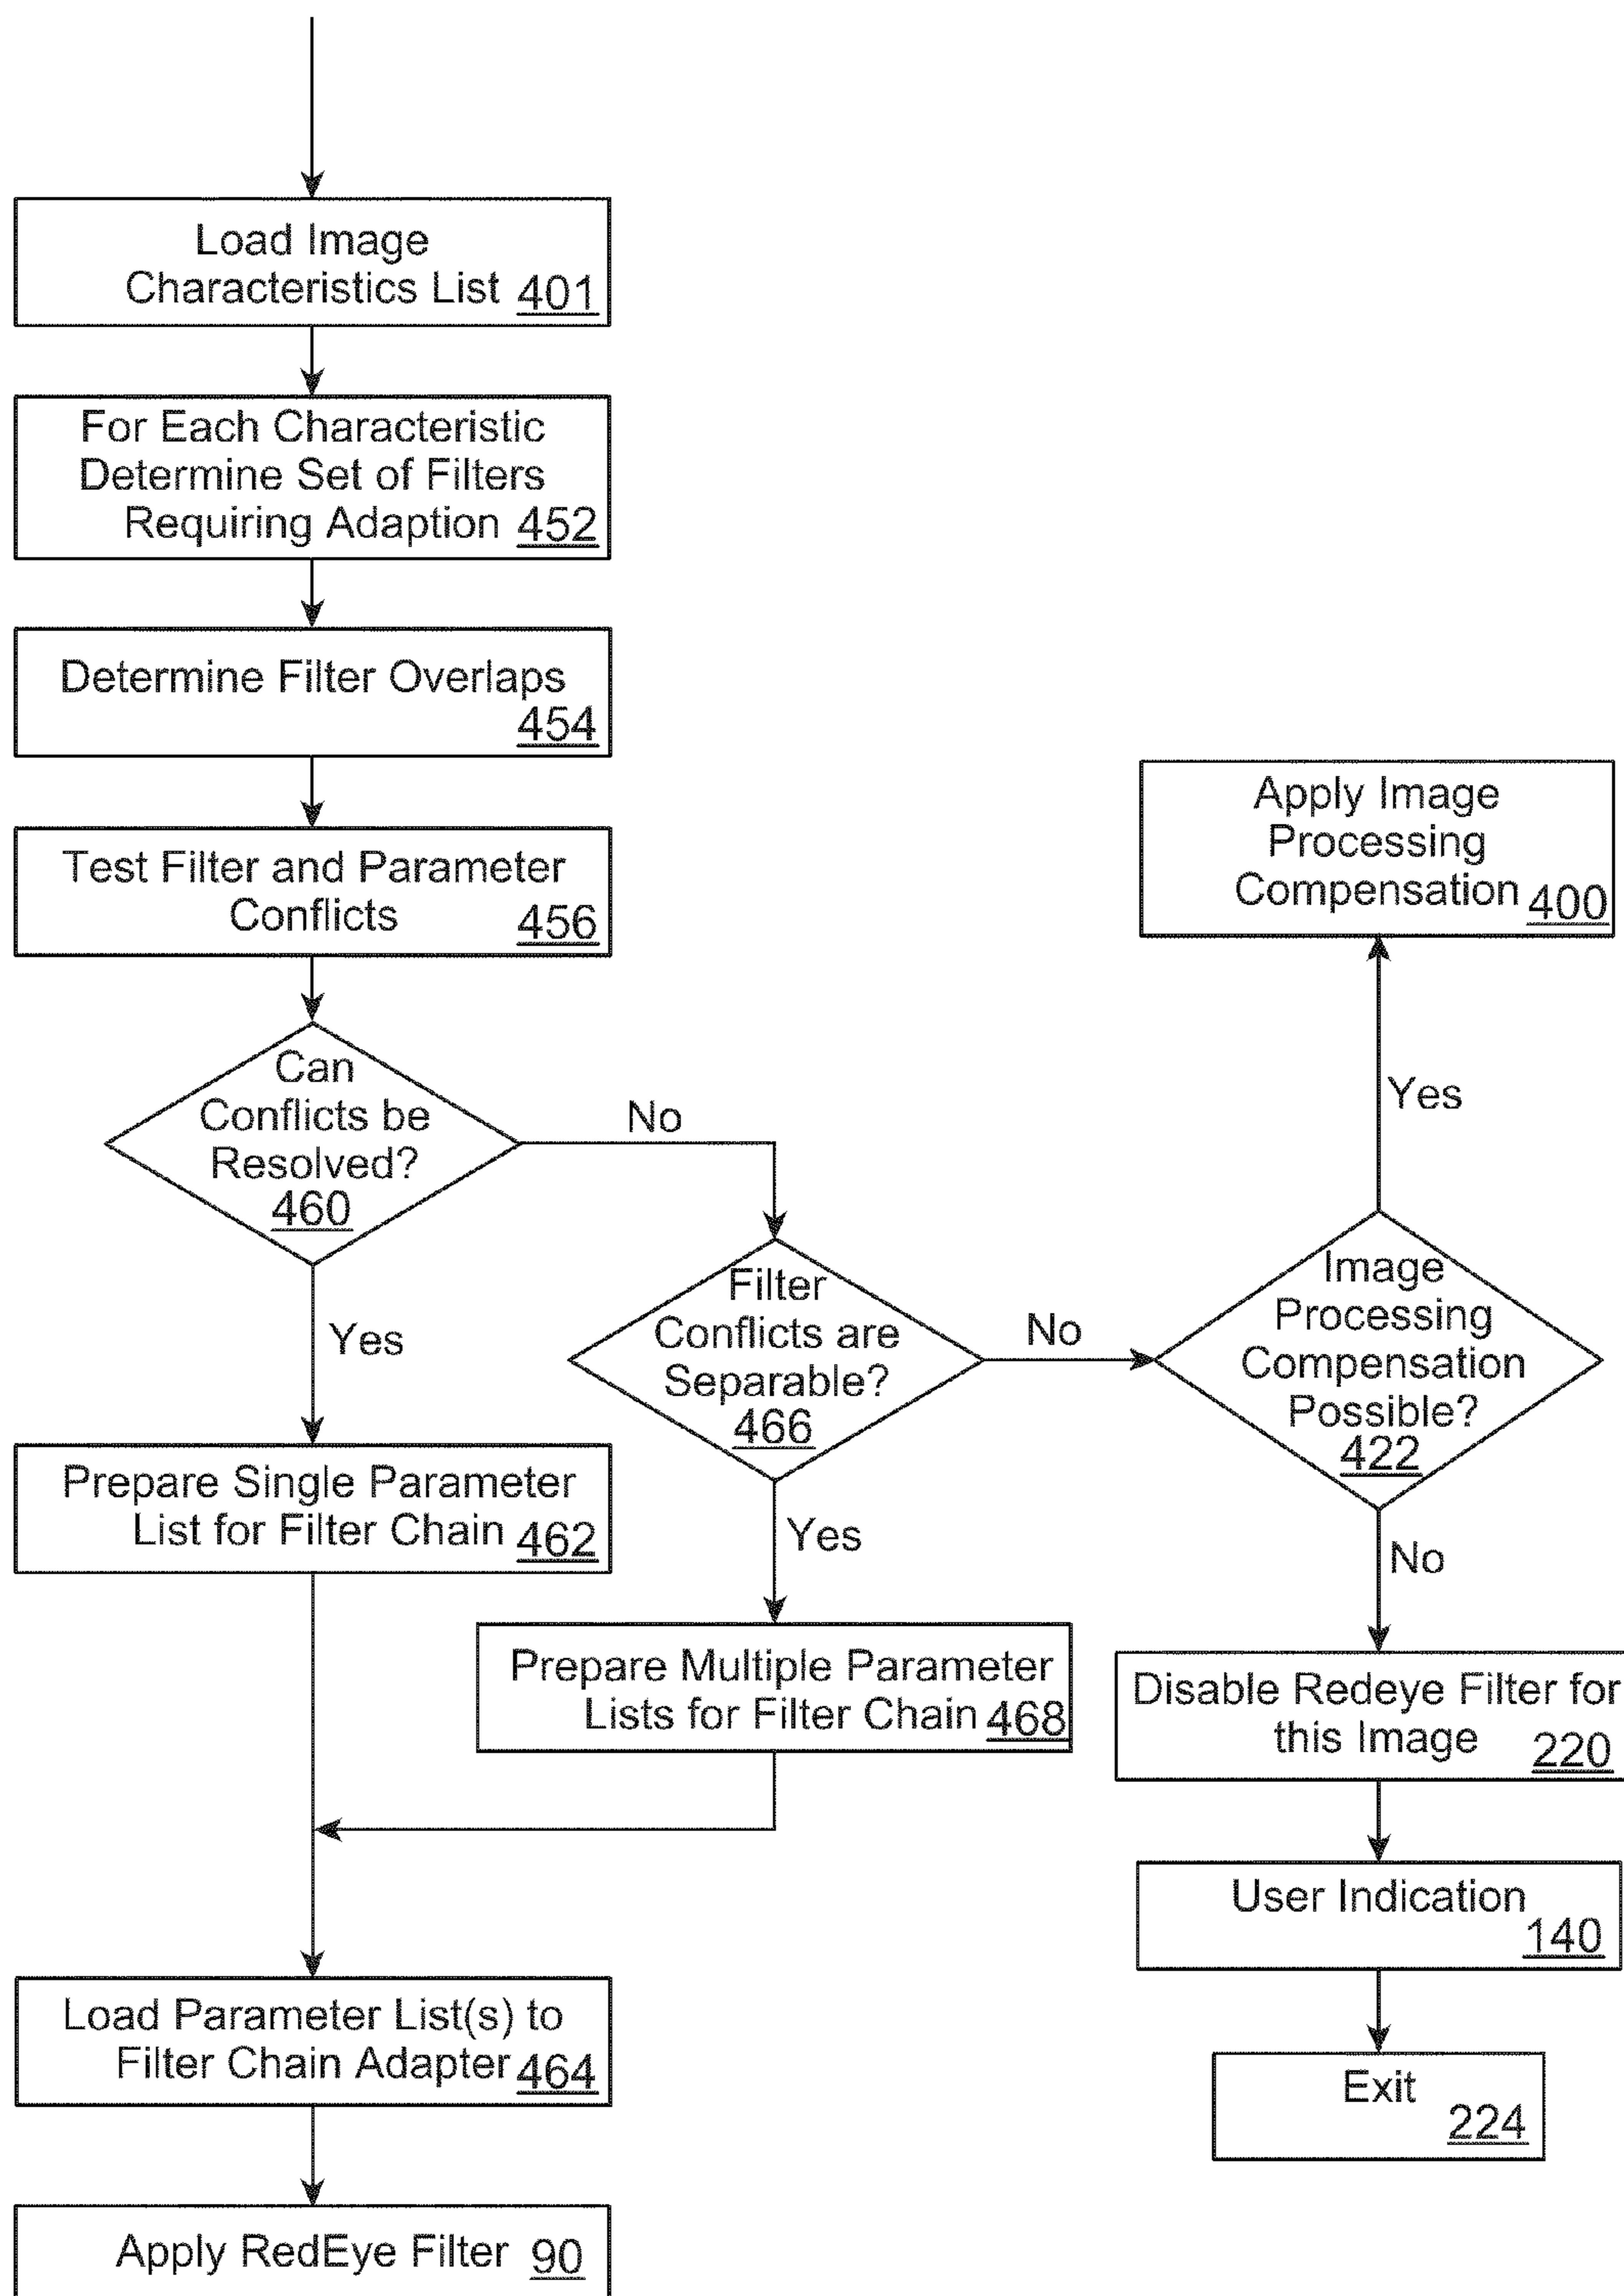 Load Image
Characteristics List 401
For Each Characteristic
Determine Set of Filters
Requiring Adaption 452
Determine Filter Overlaps
454
Test Filter and Parameter
Conflicts 456
Can
Conflicts be
Resolved?
460
No
Yes
Filter
Conflicts are
Separable?
466
No
Yes
Image
Processing
Compensation
Possible?
422
Yes
No
Apply Image
Processing
Compensation 400
Prepare Single Parameter
List for Filter Chain 462
Prepare Multiple Parameter
Lists for Filter Chain 468
Disable Redeye Filter for
this Image 220
User Indication
140
Exit
224
Load Parameter List(s) to
Filter Chain Adapter 464
Apply RedEye Filter 90